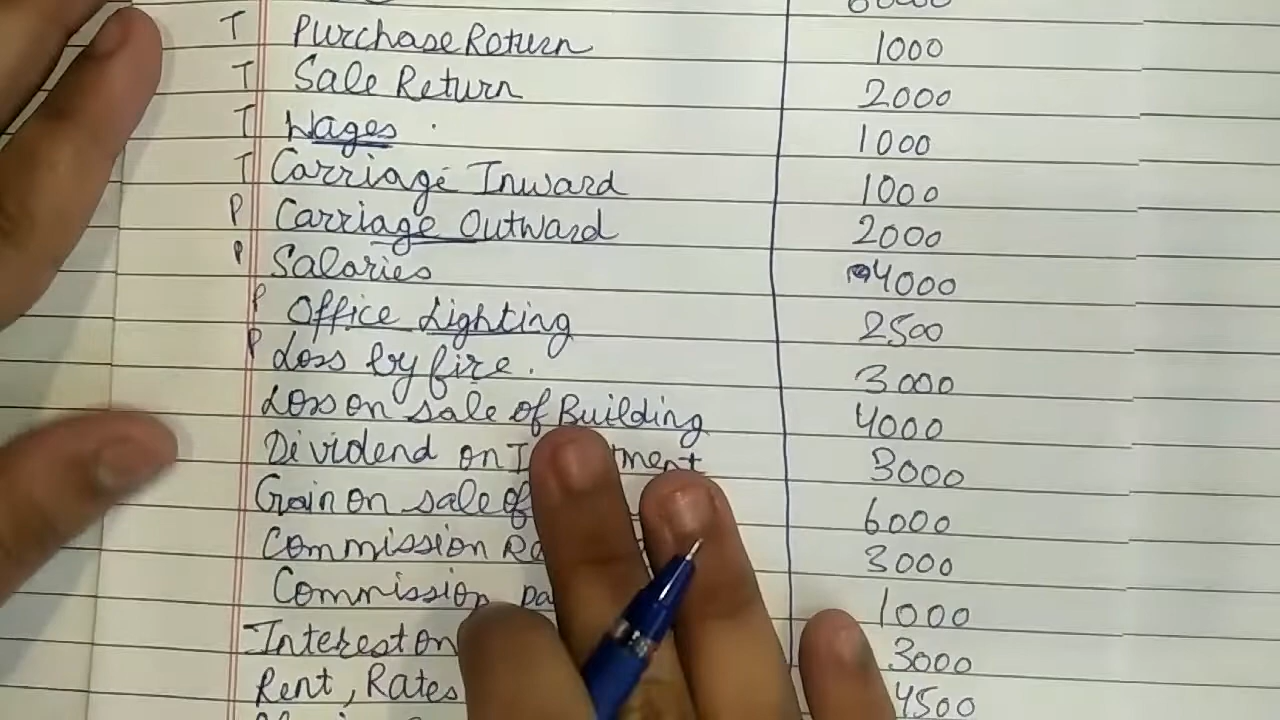 T Purchase Return 1000
T Sale Return 2000
T Wages 1000
T Carriage Inward 1000
P Carriage Outward 2000
P Salaries 4000
P Office Lighting 2500
P Loss by fire. 3000
Loss on sale of Building 4000
Dividend on 3000
Gain on sale of 6000
Commission 3000
Commission 1000
Interest on 3000
Rent, Rates 4500